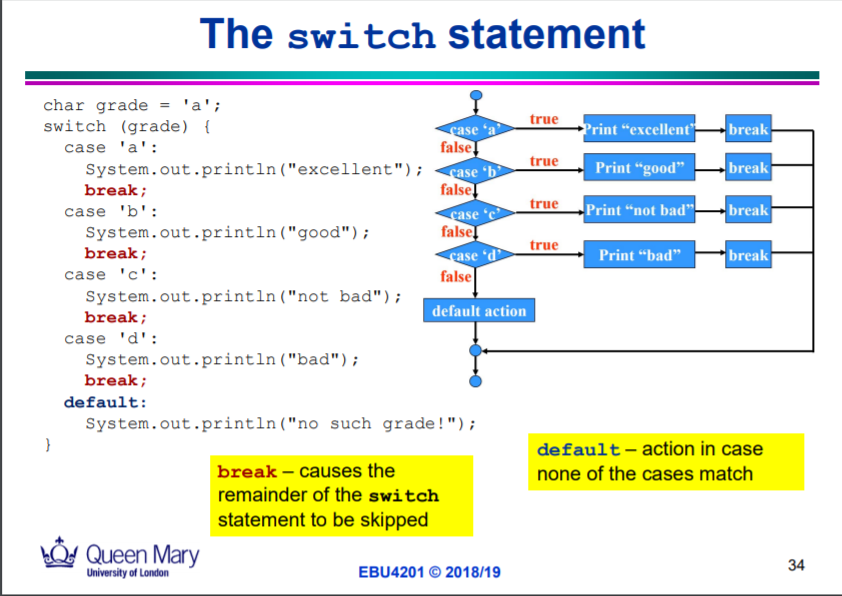 The switch statement
char grade = 'a';
switch (grade) {
case 'a':
System.out.println("excellent");
break;
case 'b':
System.out.println("good");
break;
case 'c':
System.out.println("not bad");
break;
case 'd':
System.out.println("bad");
break;
default:
System.out.println("no such grade!");
}
case ‘a’
true
Print “excellent”
break
false
case ‘b’
true
Print “good”
break
false
case ‘c’
true
Print “not bad”
break
false
case ‘d’
true
Print “bad”
break
false
default action
break – causes the
remainder of the switch
statement to be skipped
default – action in case
none of the cases match
Queen Mary
University of London
EBU4201 © 2018/19
34